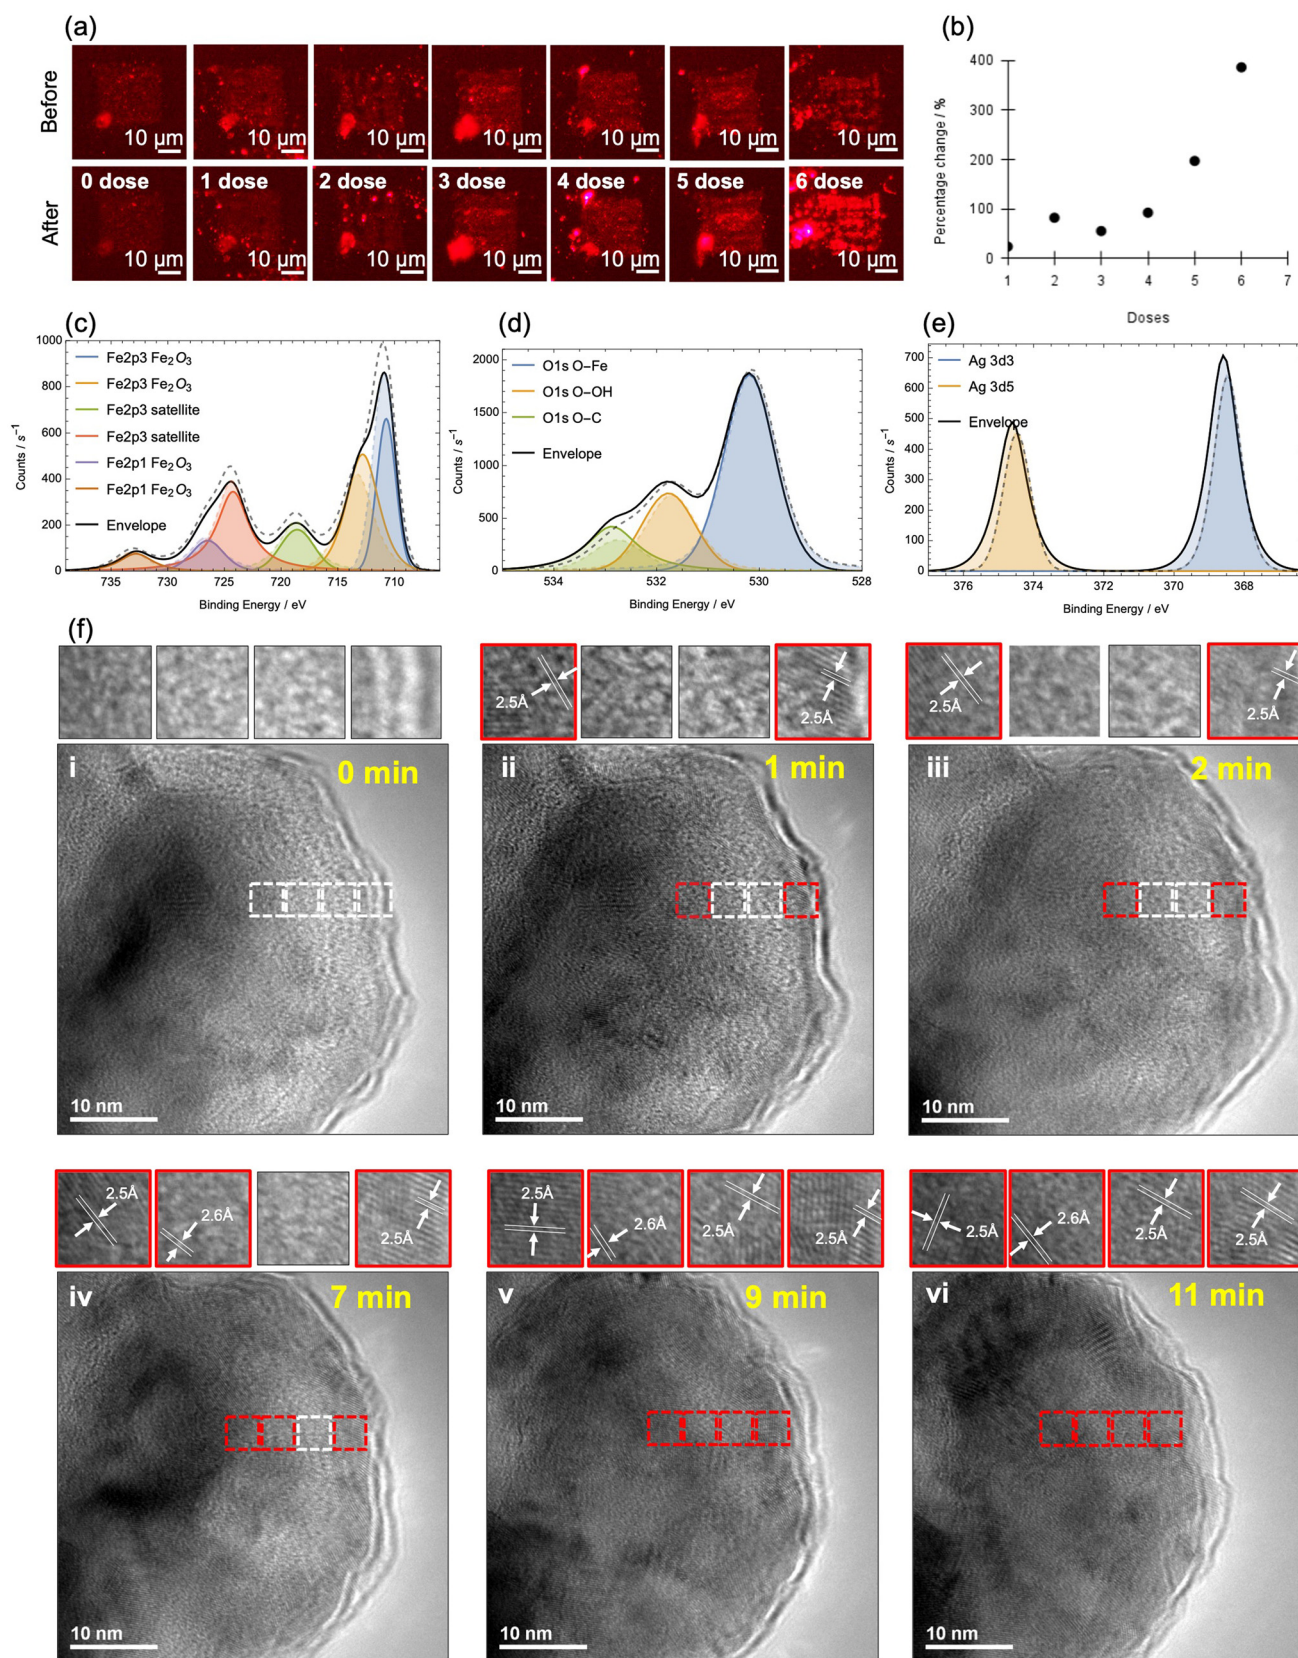 (a)
Before
10 µm
10 µm
10 µm
10 µm
10 µm
10 µm
10 µm
After
0 dose
1 dose
2 dose
3 dose
4 dose
5 dose
6 dose
10 µm
10 µm
10 µm
10 µm
10 µm
10 µm
10 µm
(b)
Percentage change / %
400
300
200
100
0
1 2 3 4 5 6 7
Doses
(c)
Counts / s⁻¹
1000
800
600
400
200
0
Fe2p3 Fe₂O₃
Fe2p3 Fe₂O₃
Fe2p3 satellite
Fe2p3 satellite
Fe2p1 Fe₂O₃
Fe2p1 Fe₂O₃
Envelope
735 730 725 720 715 710
Binding Energy / eV
(d)
Counts / s⁻¹
2000
1500
1000
500
0
O1s O–Fe
O1s O–OH
O1s O–C
Envelope
534 532 530 528
Binding Energy / eV
(e)
Counts / s⁻¹
700
600
500
400
300
200
100
0
Ag 3d3
Ag 3d5
Envelope
376 374 372 370 368
Binding Energy / eV
(f)
i
0 min
10 nm
2.5Å
2.5Å
ii
1 min
10 nm
2.5Å
2.5Å
iii
2 min
10 nm
2.5Å
2.6Å
2.5Å
iv
7 min
10 nm
2.5Å
2.6Å
2.5Å
2.5Å
v
9 min
10 nm
2.5Å
2.6Å
2.5Å
2.5Å
vi
11 min
10 nm